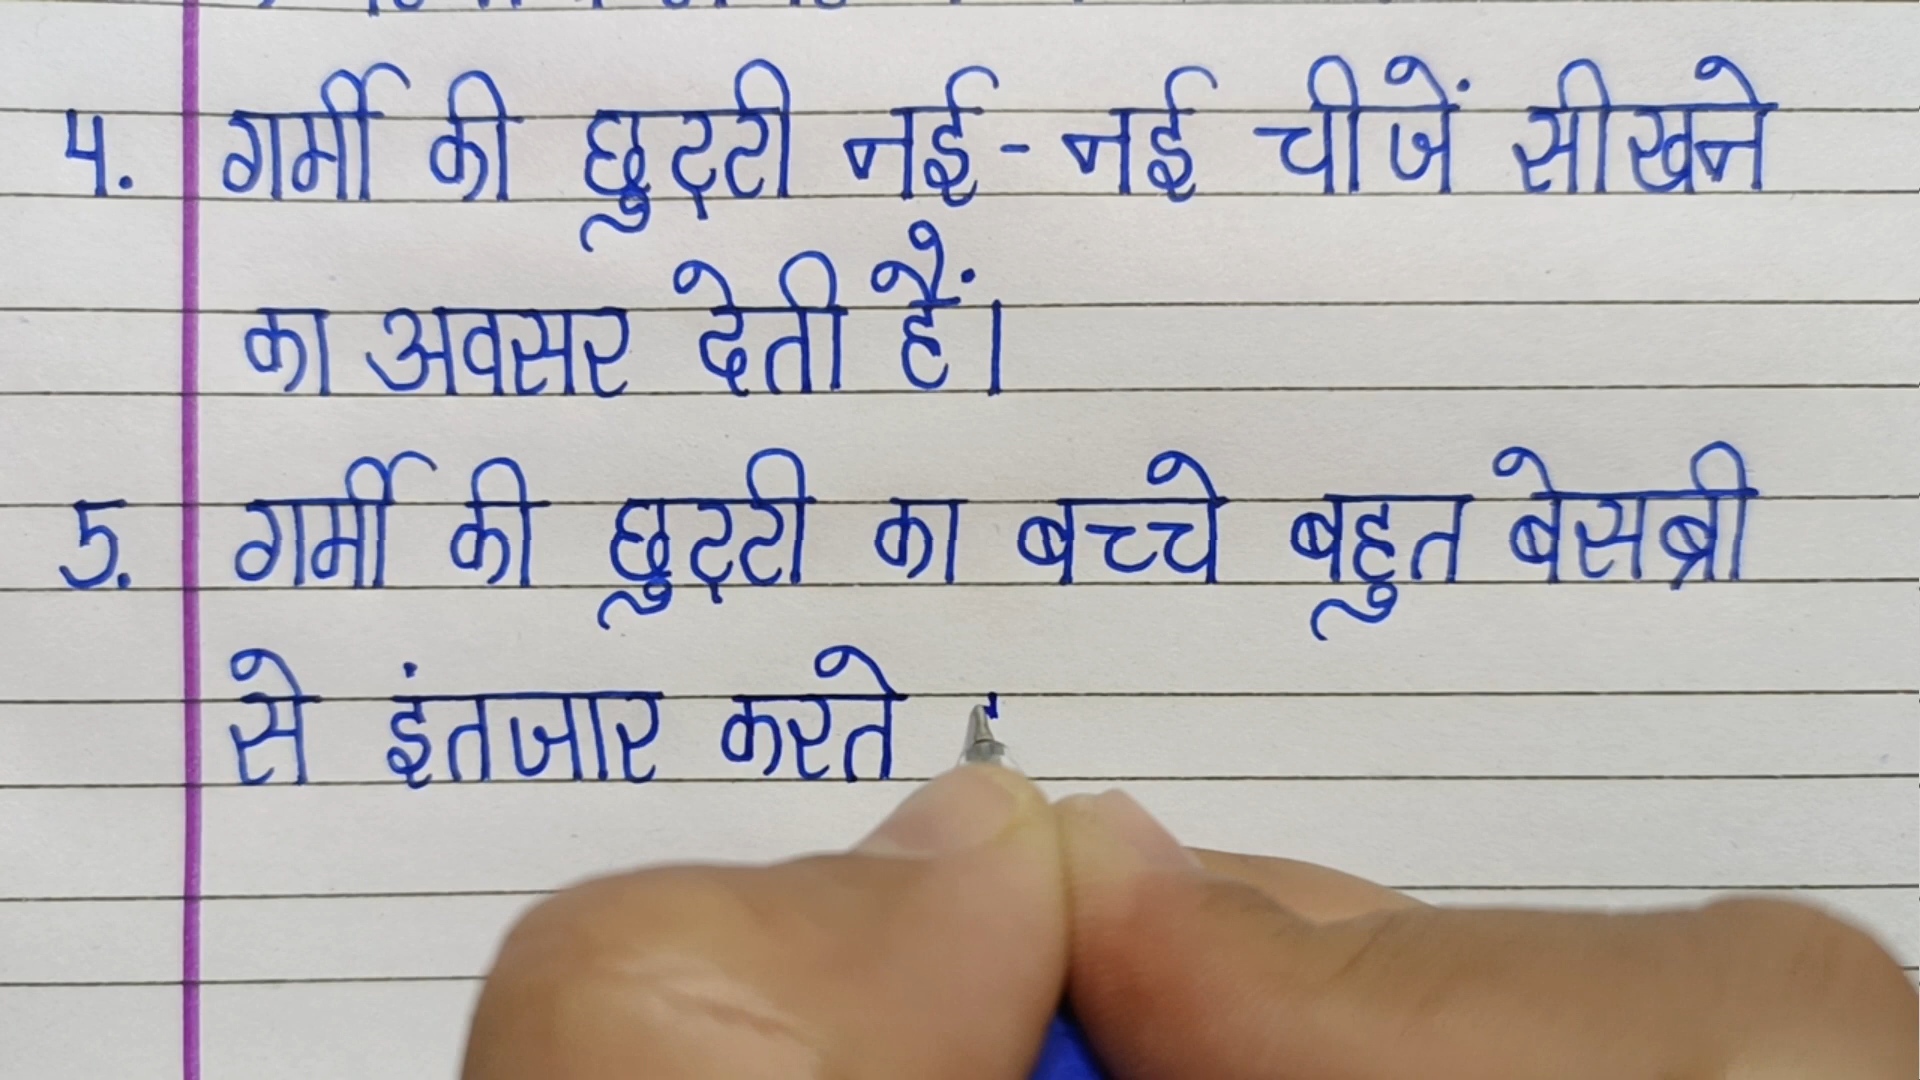 4. गर्मी की छुट्टी नई - नई चीजें सीखने
का अवसर देती हैं।
5. गर्मी की छुट्टी का बच्चे बहुत बेसब्री
से इंतजार करते